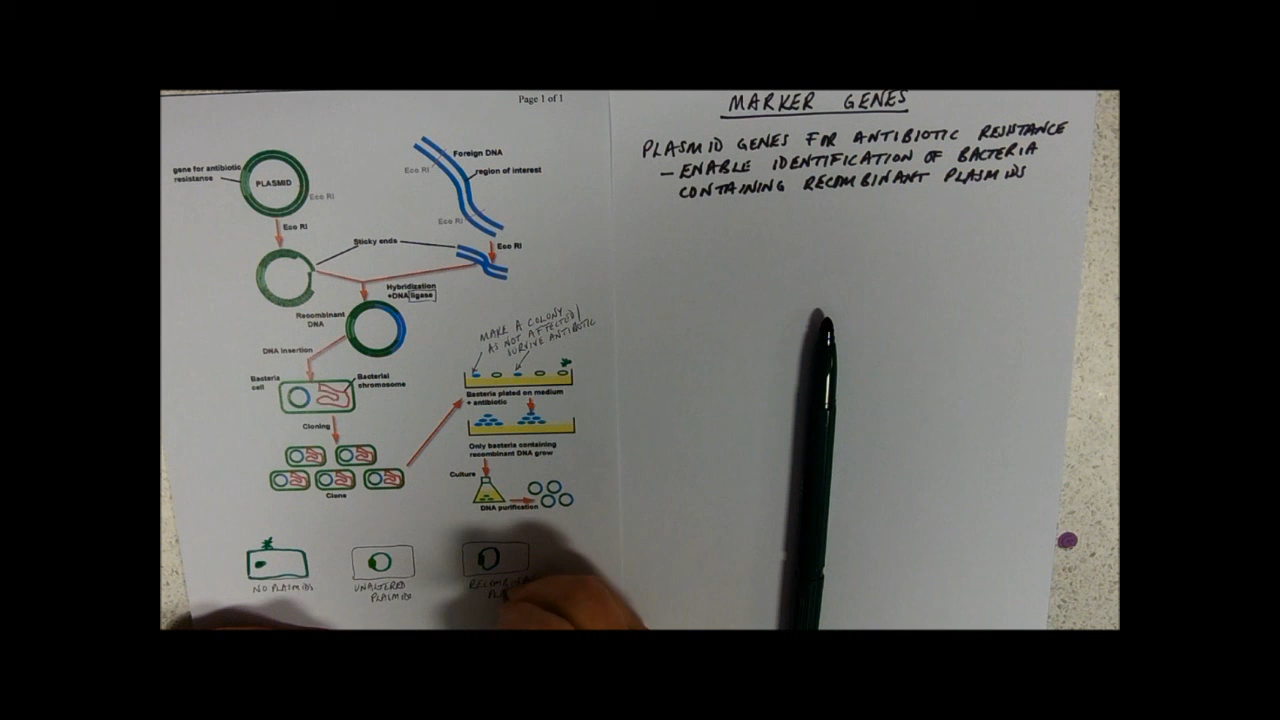 Page 1 of 1
MARKER GENES
PLASMID GENES FOR ANTIBIOTIC RESISTANCE
- ENABLE IDENTIFICATION OF BACTERIA
CONTAINING RECOMBINANT PLASMIDS
gene for antibiotic
resistance
PLASMID
Eco RI
Eco RI
Foreign DNA
Eco RI
region of interest
Eco RI
Eco RI
Sticky ends
Hybridization
+DNA ligase
Recombinant
DNA
DNA insertion
Bacteria
cell
Bacterial
chromosome
Cloning
Clone
MAKE A COLONY
AS NOT AFFECTED/
SURVIVE ANTIBIOTIC
Bacteria plated on medium
+ antibiotic
Only bacteria containing
recombinant DNA grow
Culture
DNA purification
NO PLASMIDS
UNALTERED
PLASMIDS